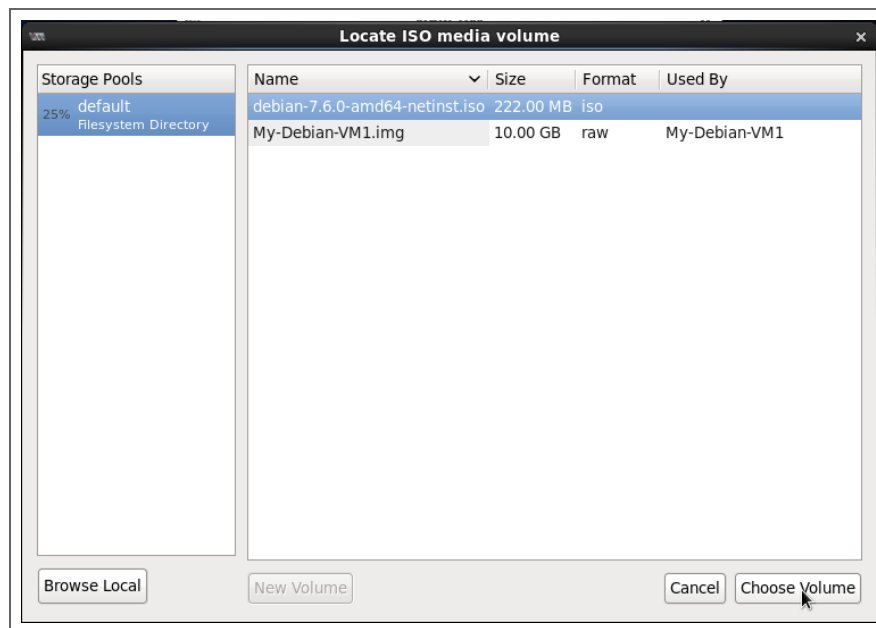 Locate ISO media volume
Storage Pools
25% default
Filesystem Directory
Name Size Format Used By
debian-7.6.0-amd64-netinst.iso 222.00 MB iso
My-Debian-VM1.img 10.00 GB raw My-Debian-VM1
Browse Local New Volume Cancel Choose Volume